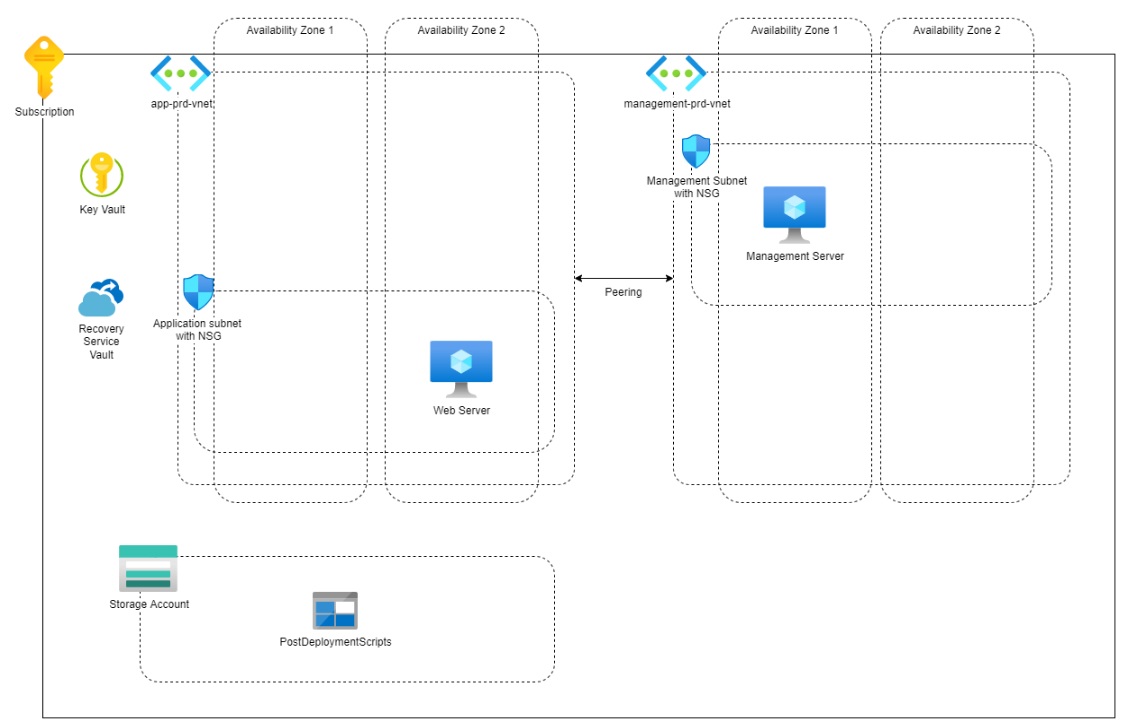 Availability Zone 1
Availability Zone 2
Availability Zone 1
Availability Zone 2
Subscription
app-prd-vnet
management-prd-vnet
Key Vault
Management Subnet
with NSG
Management Server
Peering
Recovery
Service
Vault
Application subnet
with NSG
Web Server
Storage Account
PostDeploymentScripts